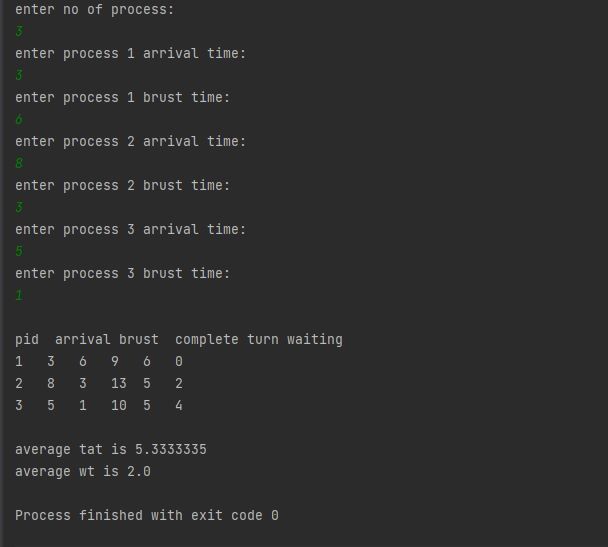 enter no of process:
3
enter process 1 arrival time:
3
enter process 1 brust time:
6
enter process 2 arrival time:
8
enter process 2 brust time:
3
enter process 3 arrival time:
5
enter process 3 brust time:
1
pid  arrival brust  complete turn waiting
1   3   6   9   6   0
2   8   3   13  5   2
3   5   1   10  5   4
average tat is 5.3333335
average wt is 2.0
Process finished with exit code 0